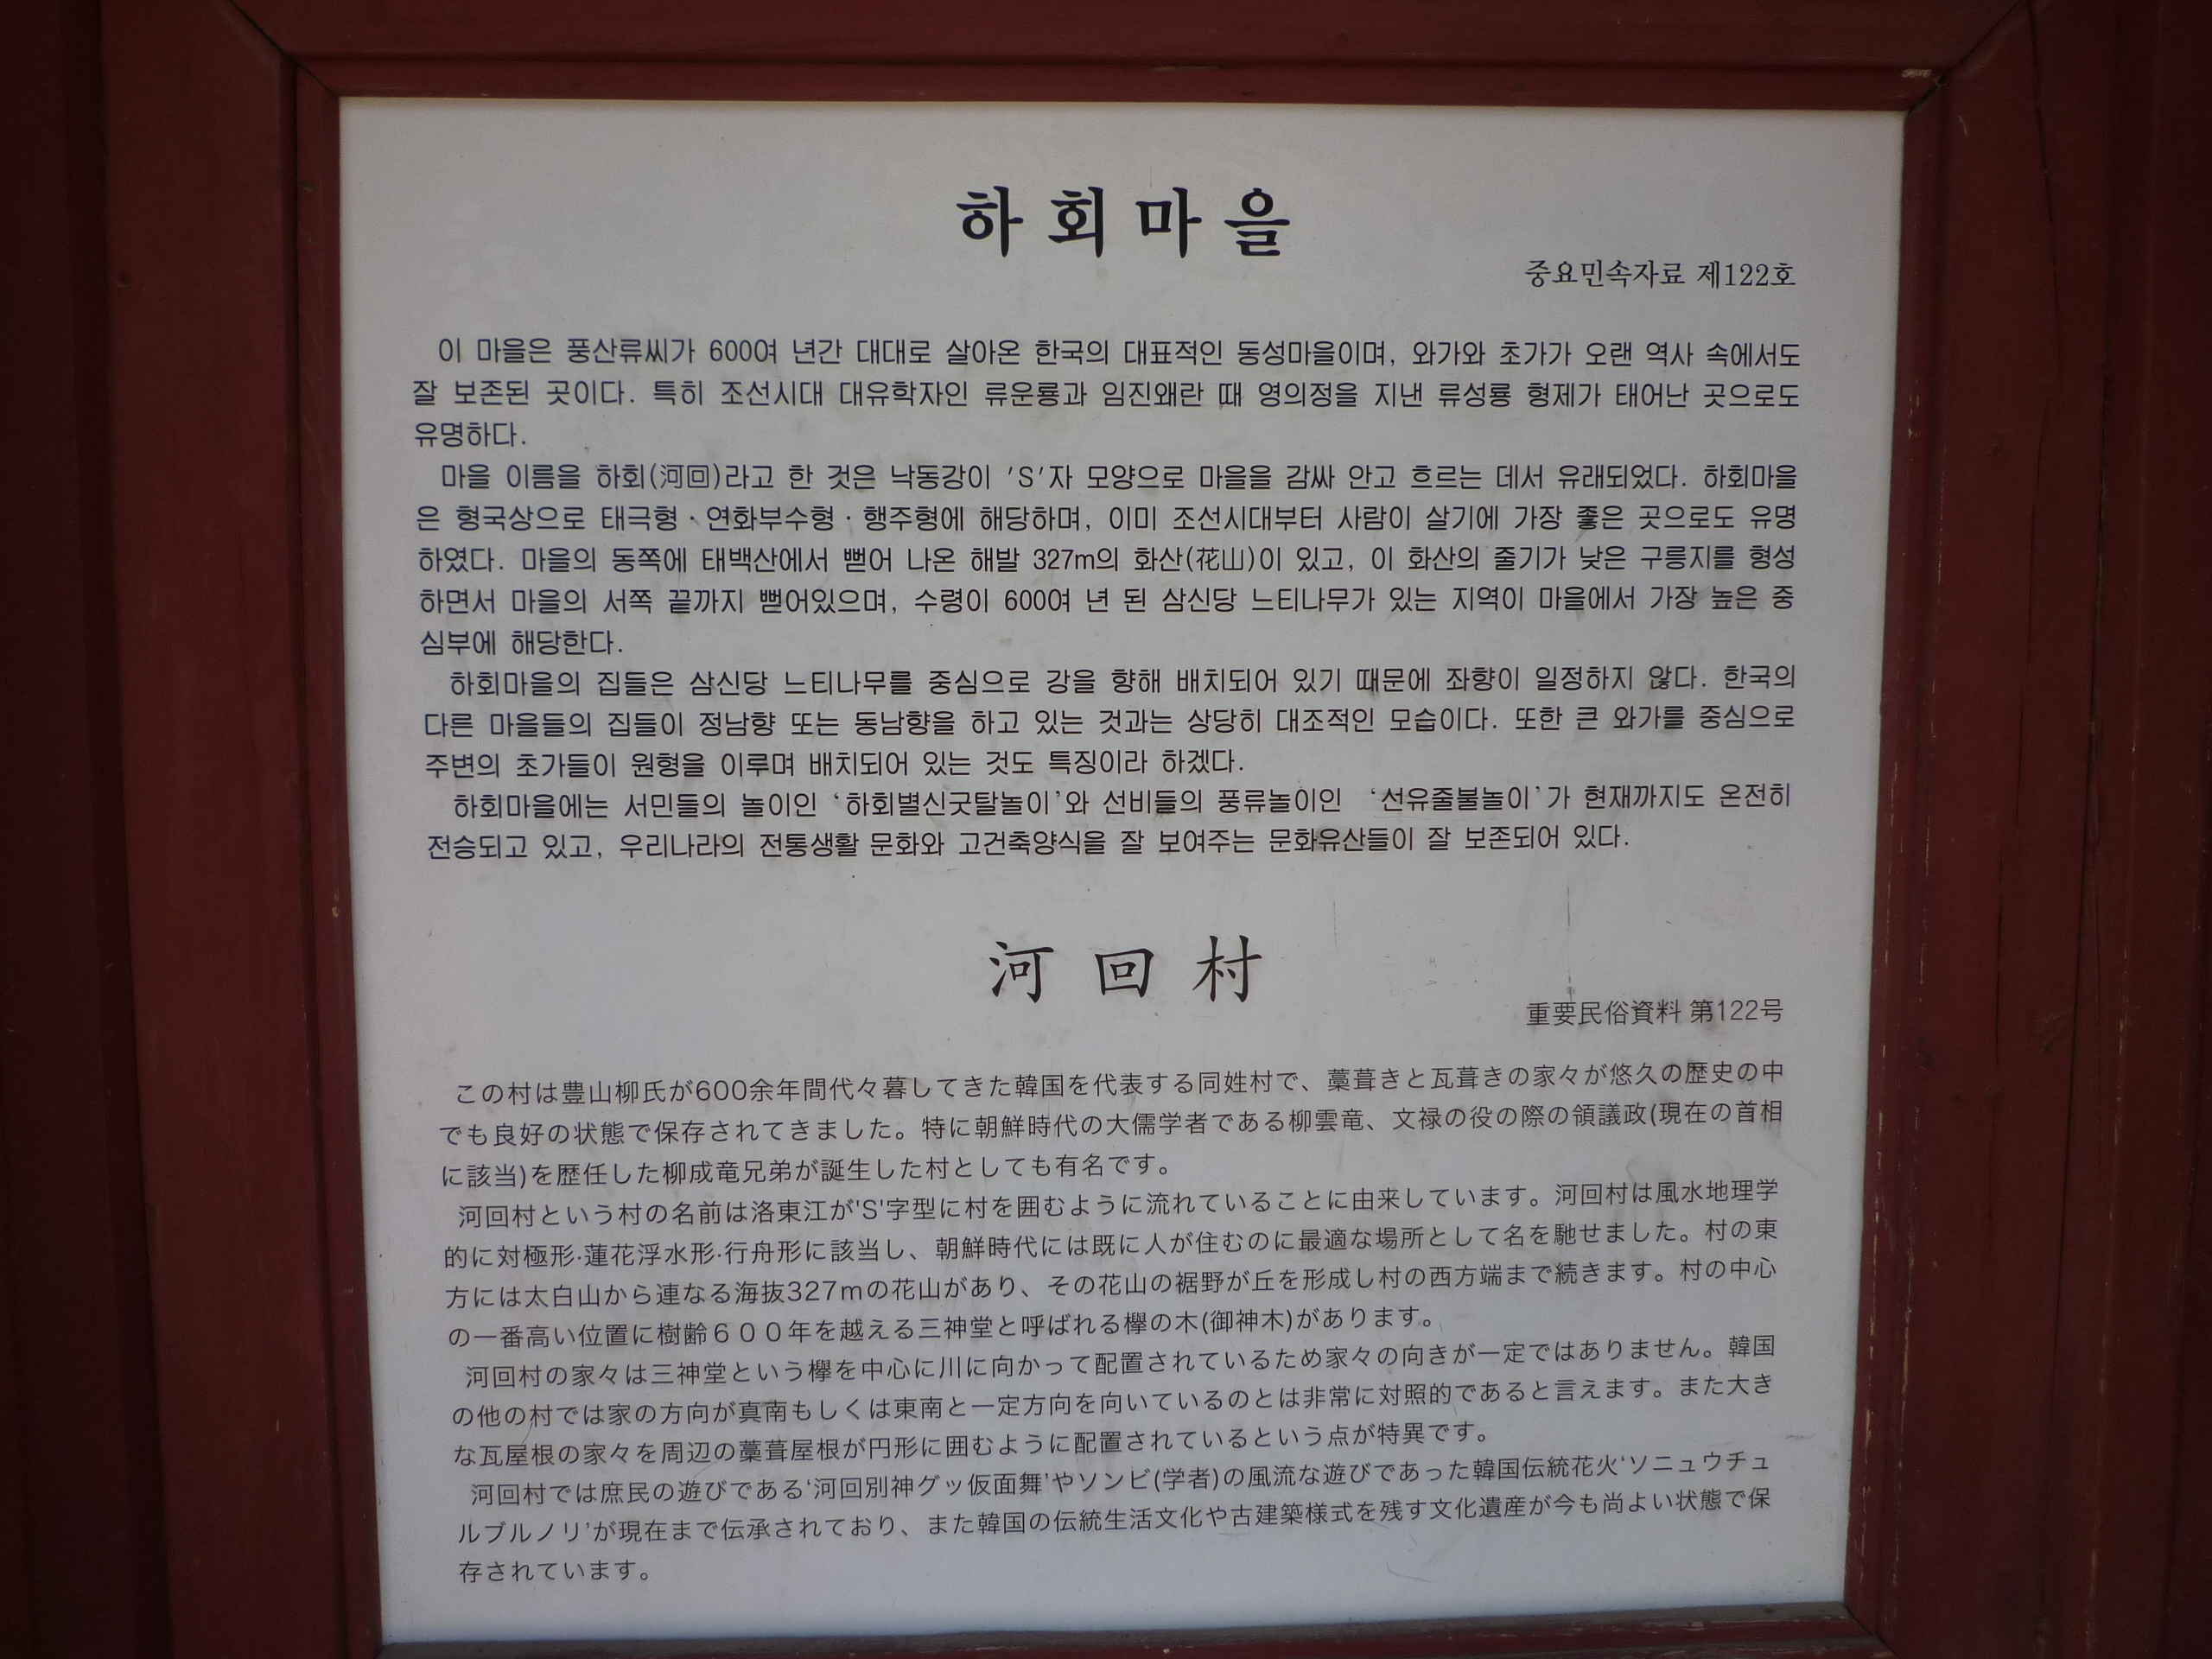 하회마을
중요민속자료 제122호
이 마을은 풍산류씨가 600여 년간 대대로 살아온 한국의 대표적인 동성마을이며, 와가와 초가가 오랜 역사 속에서도
잘 보존된 곳이다. 특히 조선시대 대유학자인 류운룡과 임진왜란 때 영의정을 지낸 류성룡 형제가 태어난 곳으로도
유명하다.
마을 이름을 하회(河回)라고 한 것은 낙동강이 'S'자 모양으로 마을을 감싸 안고 흐르는 데서 유래되었다. 하회마을
은 형국상으로 태극형·연화부수형·행주형에 해당하며, 이미 조선시대부터 사람이 살기에 가장 좋은 곳으로도 유명
하였다. 마을의 동쪽에 태백산에서 뻗어 나온 해발 327m의 화산(花山)이 있고, 이 화산의 줄기가 낮은 구릉지를 형성
하면서 마을의 서쪽 끝까지 뻗어있으며, 수령이 600여 년 된 삼신당 느티나무가 있는 지역이 마을에서 가장 높은 중
심부에 해당한다.
하회마을의 집들은 삼신당 느티나무를 중심으로 강을 향해 배치되어 있기 때문에 좌향이 일정하지 않다. 한국의
다른 마을들의 집들이 정남향 또는 동남향을 하고 있는 것과는 상당히 대조적인 모습이다. 또한 큰 와가를 중심으로
주변의 초가들이 원형을 이루며 배치되어 있는 것도 특징이라 하겠다.
하회마을에는 서민들의 놀이인 ‘하회별신굿탈놀이’와 선비들의 풍류놀이인 ‘선유줄불놀이’가 현재까지도 온전히
전승되고 있고, 우리나라의 전통생활 문화와 고건축양식을 잘 보여주는 문화유산들이 잘 보존되어 있다.
河回村
重要民俗資料 第122号
この村は豊山柳氏が600余年間代々暮してきた韓国を代表する同姓村で、藁葺きと瓦葺きの家々が悠久の歴史の中
でも良好の状態で保存されてきました。特に朝鮮時代の大儒学者である柳雲竜、文禄の役の際の領議政(現在の首相
に該当)を歴任した柳成竜兄弟が誕生した村としても有名です。
河回村という村の名前は洛東江が'S'字型に村を囲むように流れていることに由来しています。河回村は風水地理学
的に対極形·蓮花浮水形·行舟形に該当し、朝鮮時代には既に人が住むのに最適な場所として名を馳せました。村の東
方には太白山から連なる海抜327mの花山があり、その花山の裾野が丘を形成し村の西方端まで続きます。村の中心
の一番高い位置に樹齢６００年を越える三神堂と呼ばれる欅の木(御神木)があります。
河回村の家々は三神堂という欅を中心に川に向かって配置されているため家々の向きが一定ではありません。韓国
の他の村では家の方向が真南もしくは東南と一定方向を向いているのとは非常に対照的であると言えます。また大き
な瓦屋根の家々を周辺の藁葺屋根が円形に囲むように配置されているという点が特異です。
河回村では庶民の遊びである‘河回別神グッ仮面舞’やソンビ(学者)の風流な遊びであった韓国伝統花火‘ソニュウチュ
ルブルノリ’が現在まで伝承されており、また韓国の伝統生活文化や古建築様式を残す文化遺産が今も尚よい状態で保
存されています。